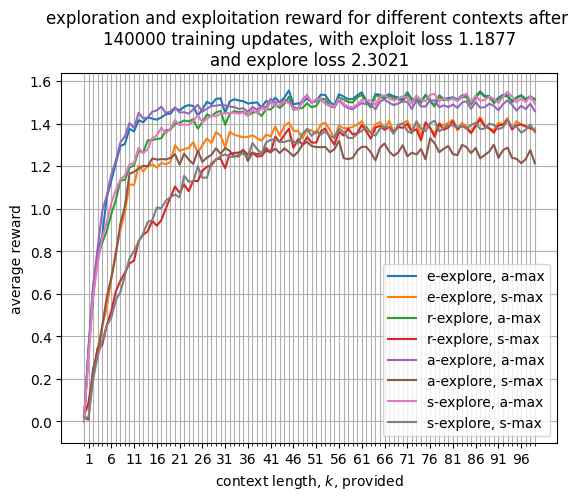 exploration and exploitation reward for different contexts after
140000 training updates, with exploit loss 1.1877
and explore loss 2.3021
average reward
1.6
1.4
1.2
1.0
0.8
0.6
0.4
0.2
0.0
e-explore, a-max
e-explore, s-max
r-explore, a-max
r-explore, s-max
a-explore, a-max
a-explore, s-max
s-explore, a-max
s-explore, s-max
1 6 11 16 21 26 31 36 41 46 51 56 61 66 71 76 81 86 91 96
context length, k, provided